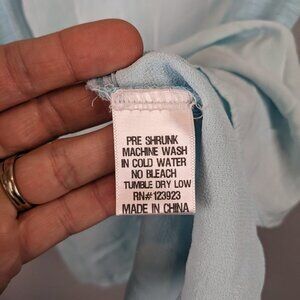 PRE SHRUNK
MACHINE WASH
IN COLD WATER
NO BLEACH
TUMBLE DRY LOW
RN#123923
MADE IN CHINA